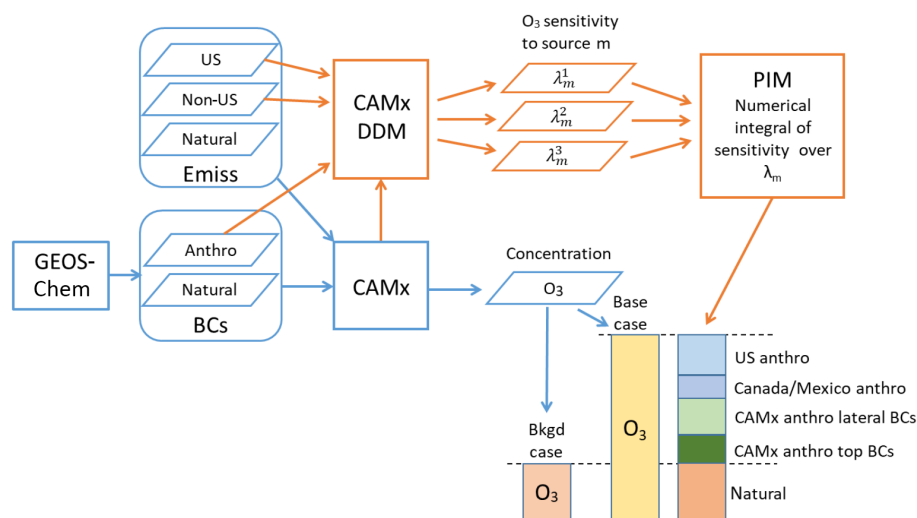 O₃ sensitivity
to source m
US
Non-US
Natural
Emiss
CAMx
DDM
λ¹ₘ
λ²ₘ
λ³ₘ
PIM
Numerical
integral of
sensitivity over
λₘ
GEOS-
Chem
Anthro
Natural
BCs
CAMx
Concentration
O₃
Base
case
Bkgd
case
O₃
O₃
US anthro
Canada/Mexico anthro
CAMx anthro lateral BCs
CAMx anthro top BCs
Natural